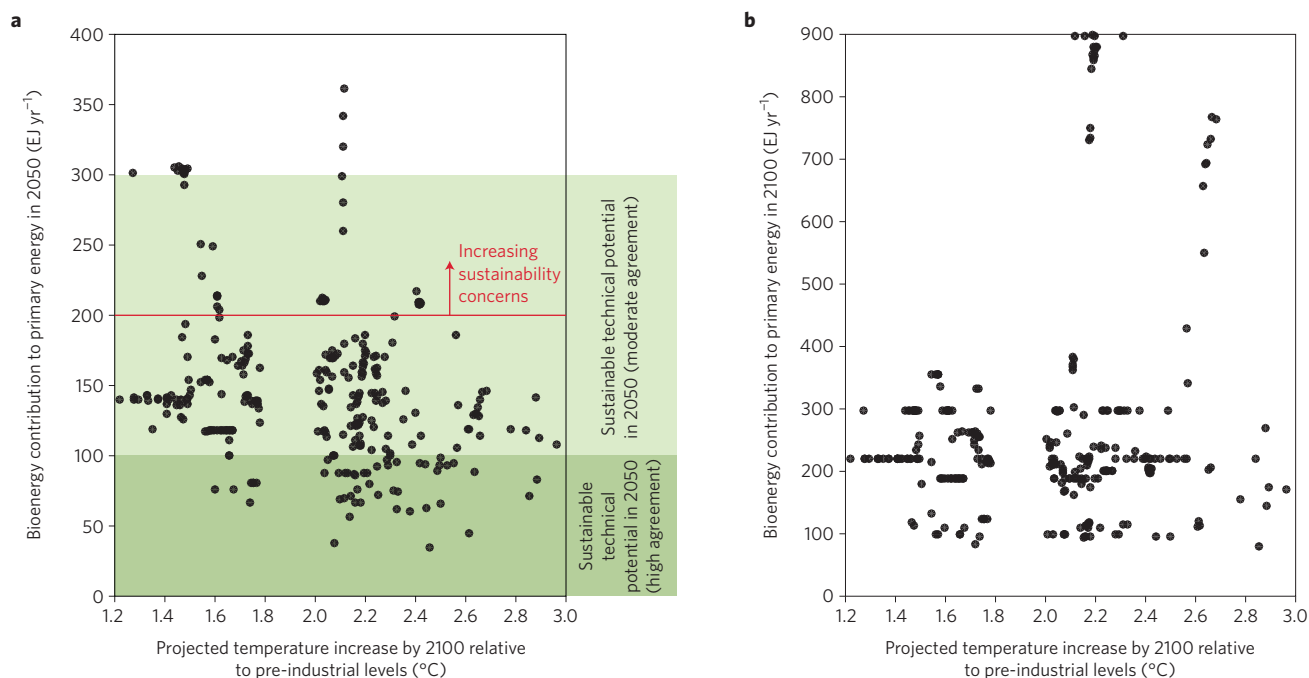 a
Bioenergy contribution to primary energy in 2050 (EJ yr⁻¹)
400
350
300
250
200
150
100
50
0
1.2 1.4 1.6 1.8 2.0 2.2 2.4 2.6 2.8 3.0
Projected temperature increase by 2100 relative
to pre-industrial levels (°C)
Increasing
sustainability
concerns
Sustainable technical potential
in 2050 (moderate agreement)
Sustainable
technical
potential in 2050
(high agreement)
b
Bioenergy contribution to primary energy in 2100 (EJ yr⁻¹)
900
800
700
600
500
400
300
200
100
0
1.2 1.4 1.6 1.8 2.0 2.2 2.4 2.6 2.8 3.0
Projected temperature increase by 2100 relative
to pre-industrial levels (°C)